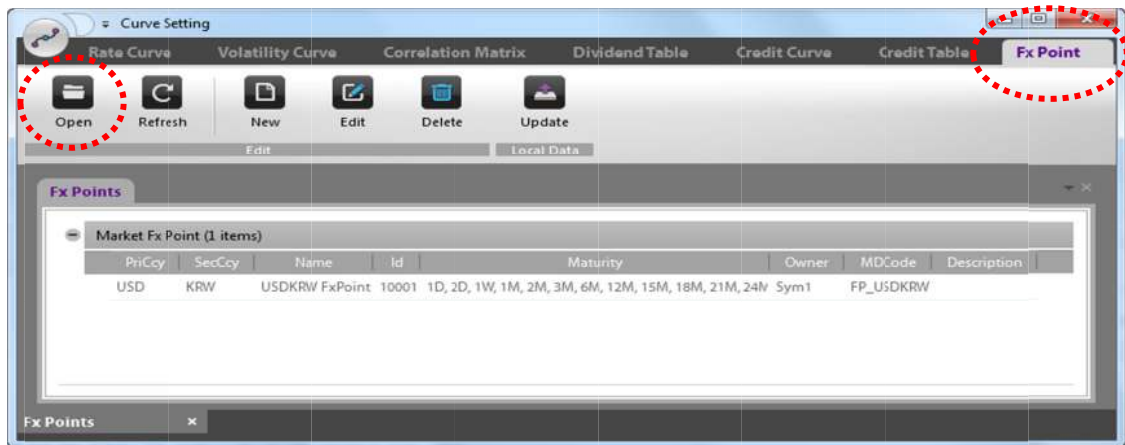 Curve Setting
Rate Curve Volatility Curve Correlation Matrix Dividend Table Credit Curve Credit Table Fx Point
Open Refresh New Edit Delete Update
Edit Local Data
Fx Points
Market Fx Point (1 items)
PriCcy SecCcy Name Id Maturity Owner MDCode Description
USD KRW USDKRW FxPoint 10001 1D, 2D, 1W, 1M, 2M, 3M, 6M, 12M, 15M, 18M, 21M, 24M Sym1 FP_USDKRW
Fx Points